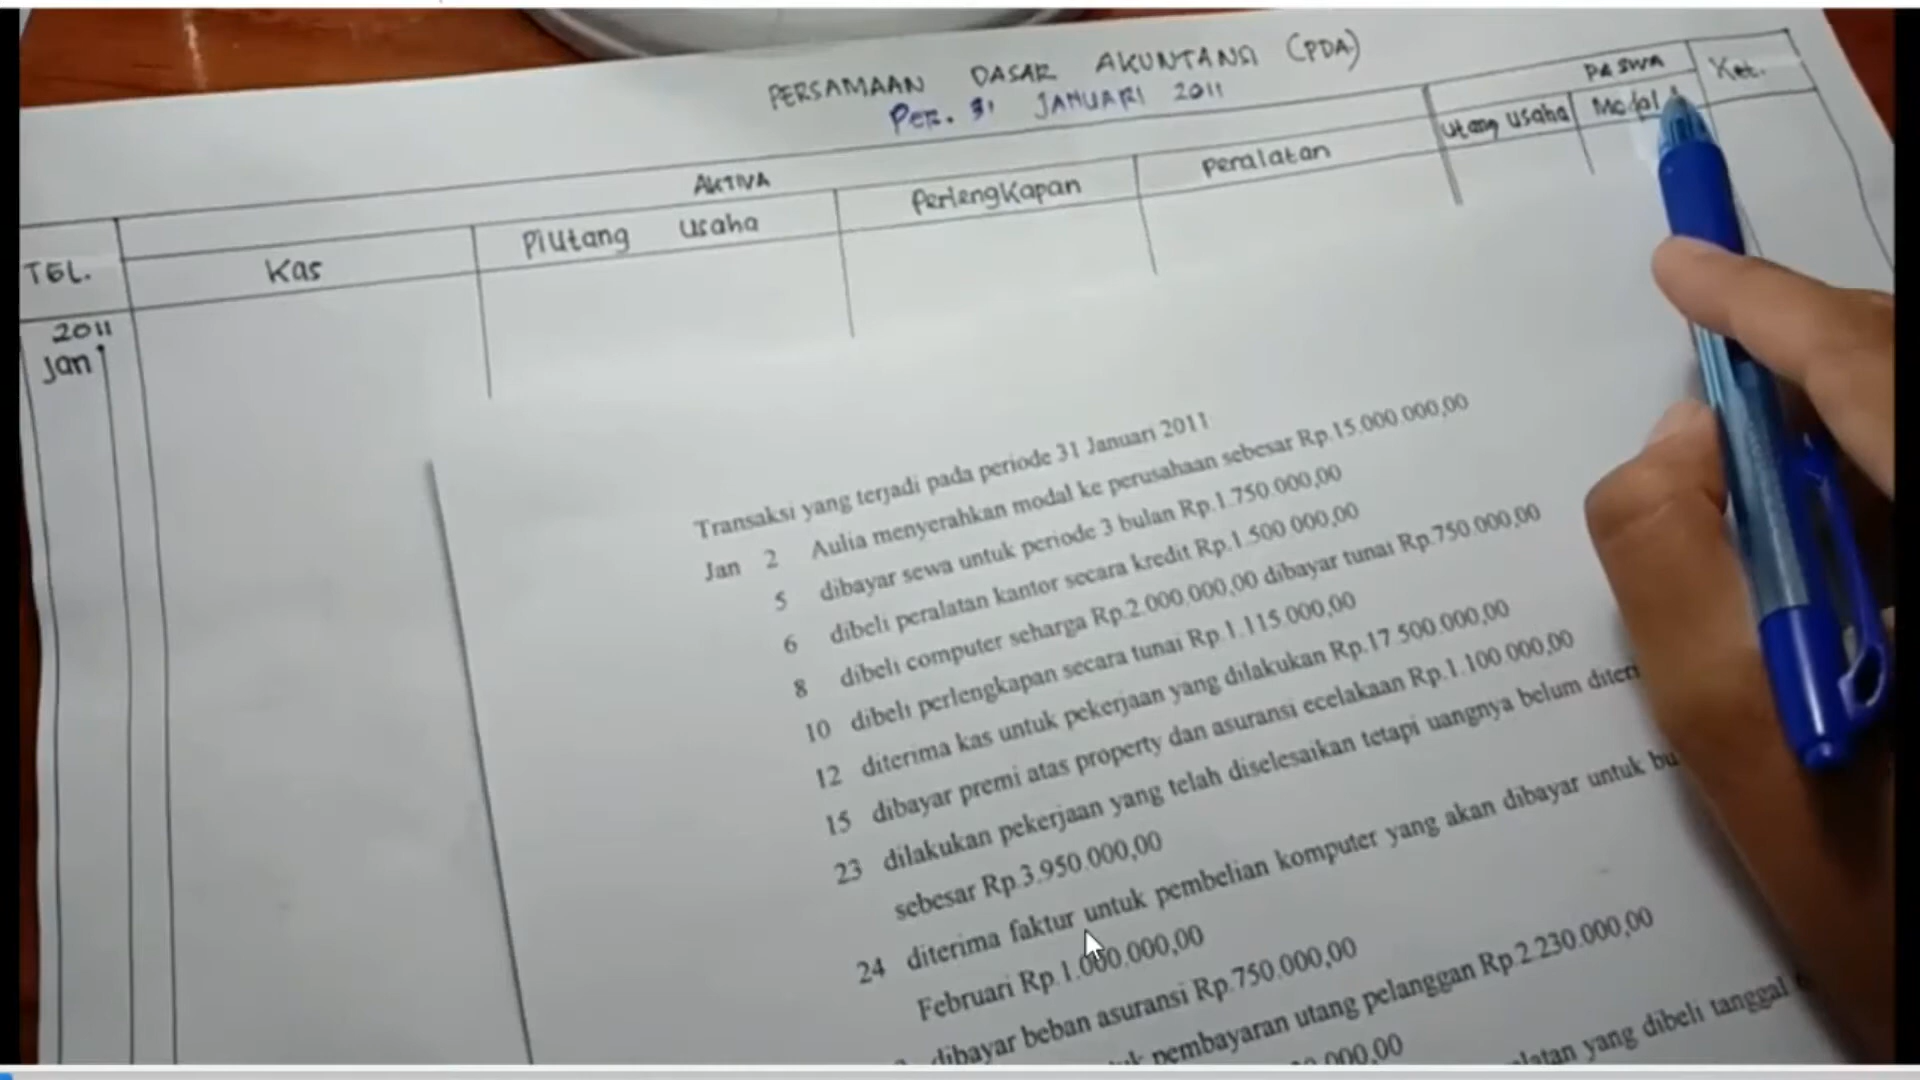 PERSAMAAN DASAR AKUNTANSI (PDA)
PER. 31 JANUARI 2011
TGL.
AKTIVA
PASIVA
Ket.
Kas
Piutang Usaha
Perlengkapan
Peralatan
Utang Usaha
Modal
2011
Jan
Transaksi yang terjadi pada periode 31 Januari 2011
Jan 2 Aulia menyerahkan modal ke perusahaan sebesar Rp.15.000.000,00
5 dibayar sewa untuk periode 3 bulan Rp.1.750.000,00
6 dibeli peralatan kantor secara kredit Rp.1.500.000,00
8 dibeli computer seharga Rp.2.000.000,00 dibayar tunai Rp.750.000,00
10 dibeli perlengkapan secara tunai Rp.1.115.000,00
12 diterima kas untuk pekerjaan yang dilakukan Rp.17.500.000,00
15 dibayar premi atas property dan asuransi ecelakaan Rp.1.100.000,00
23 dilakukan pekerjaan yang telah diselesaikan tetapi uangnya belum diter
sebesar Rp.3.950.000,00
24 diterima faktur untuk pembelian komputer yang akan dibayar untuk bu
Februari Rp.1.000.000,00
dibayar beban asuransi Rp.750.000,00
pembayaran utang pelanggan Rp.2.230.000,00
yang dibeli tanggal
000,00